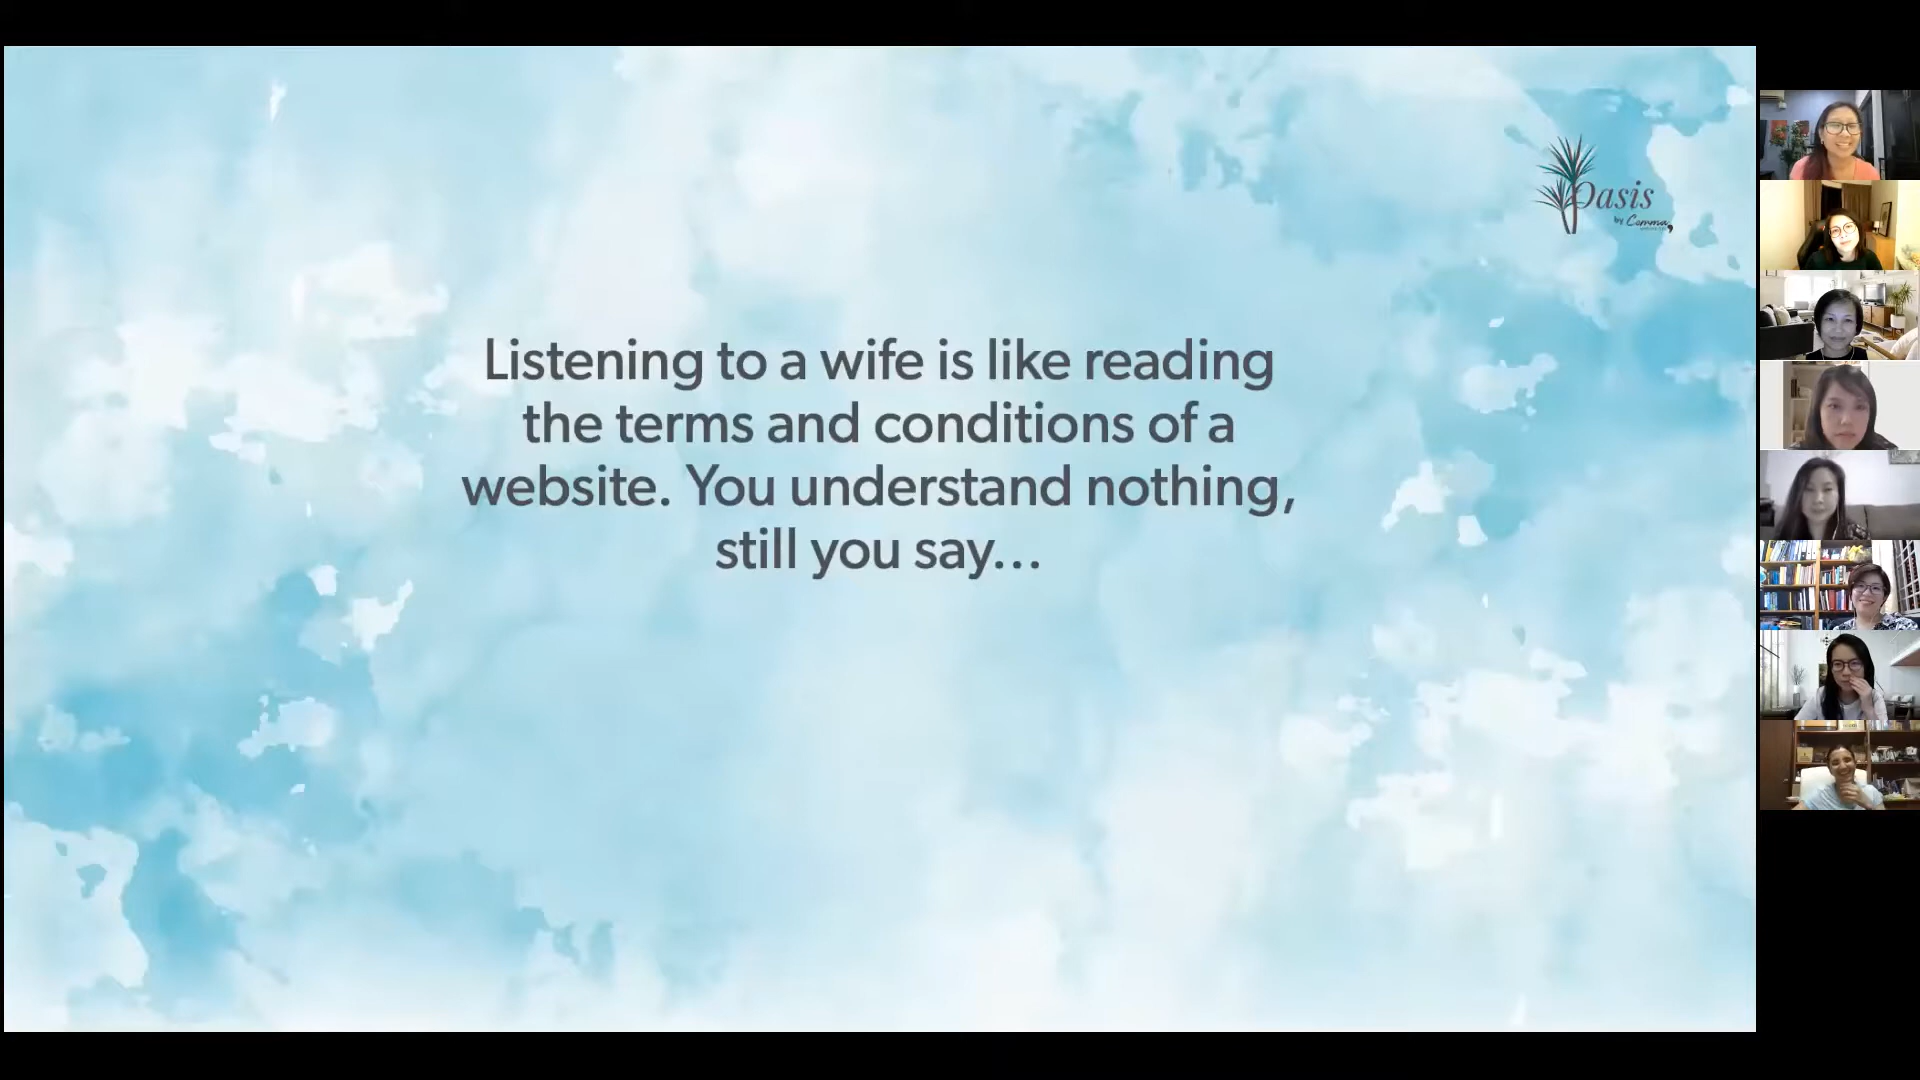 Oasis
by Comma,
Listening to a wife is like reading
the terms and conditions of a
website. You understand nothing,
still you say...